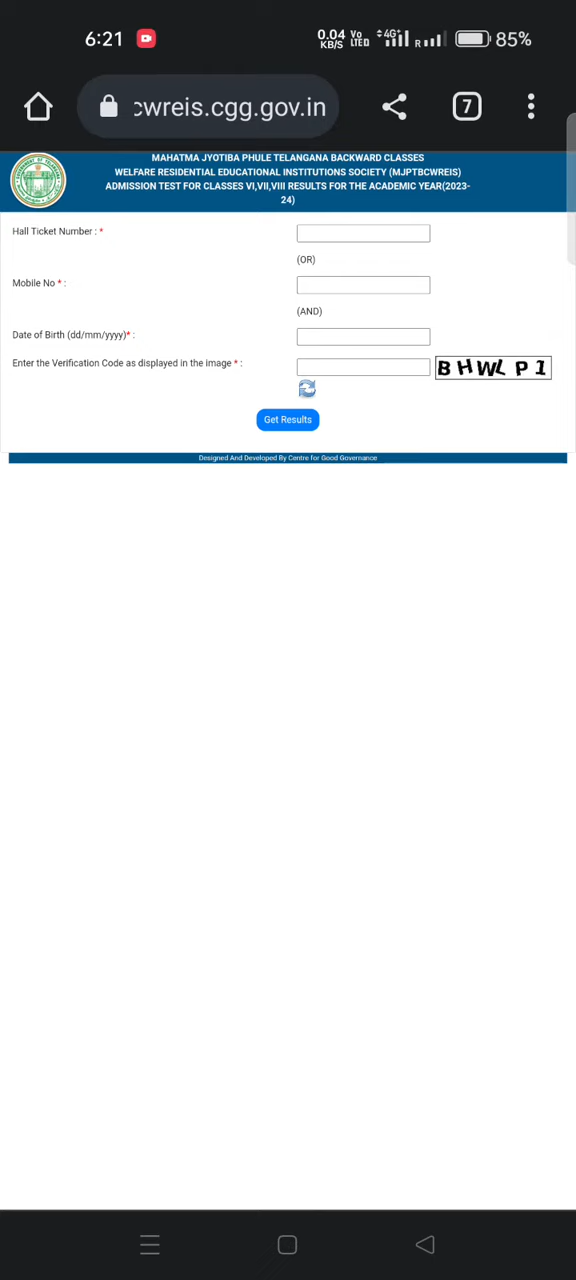 6:21 0.04 KB/S Vo LTED 4G+ R 85%
cwreis.cgg.gov.in 7
MAHATMA JYOTIBA PHULE TELANGANA BACKWARD CLASSES
WELFARE RESIDENTIAL EDUCATIONAL INSTITUTIONS SOCIETY (MJPTBCWREIS)
ADMISSION TEST FOR CLASSES VI,VII,VIII RESULTS FOR THE ACADEMIC YEAR(2023-
24)
Hall Ticket Number : *
(OR)
Mobile No * :
(AND)
Date of Birth (dd/mm/yyyy)* :
Enter the Verification Code as displayed in the image * : BHWLP1
Get Results
Designed And Developed By Centre for Good Governance